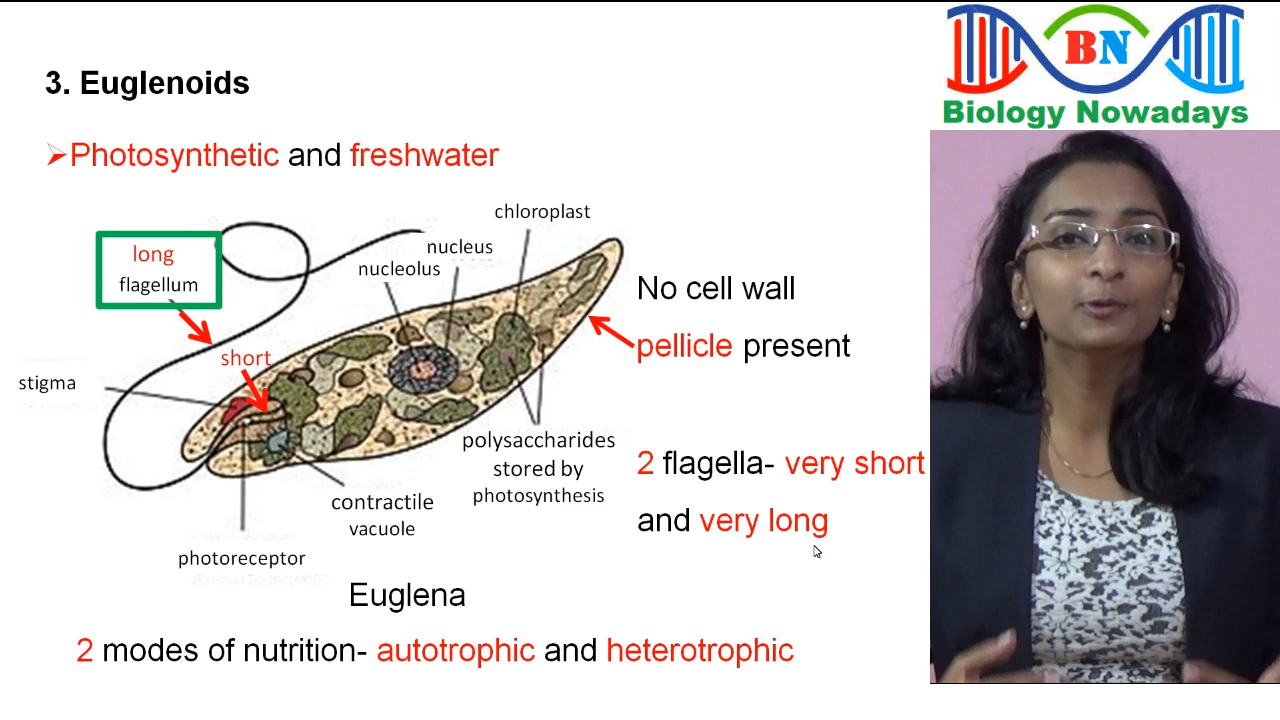 BN
Biology Nowadays
3. Euglenoids
➢Photosynthetic and freshwater
chloroplast
long
flagellum
nucleus
nucleolus
No cell wall
pellicle present
short
stigma
polysaccharides
stored by
photosynthesis
2 flagella- very short
and very long
contractile
vacuole
photoreceptor
Euglena
2 modes of nutrition- autotrophic and heterotrophic